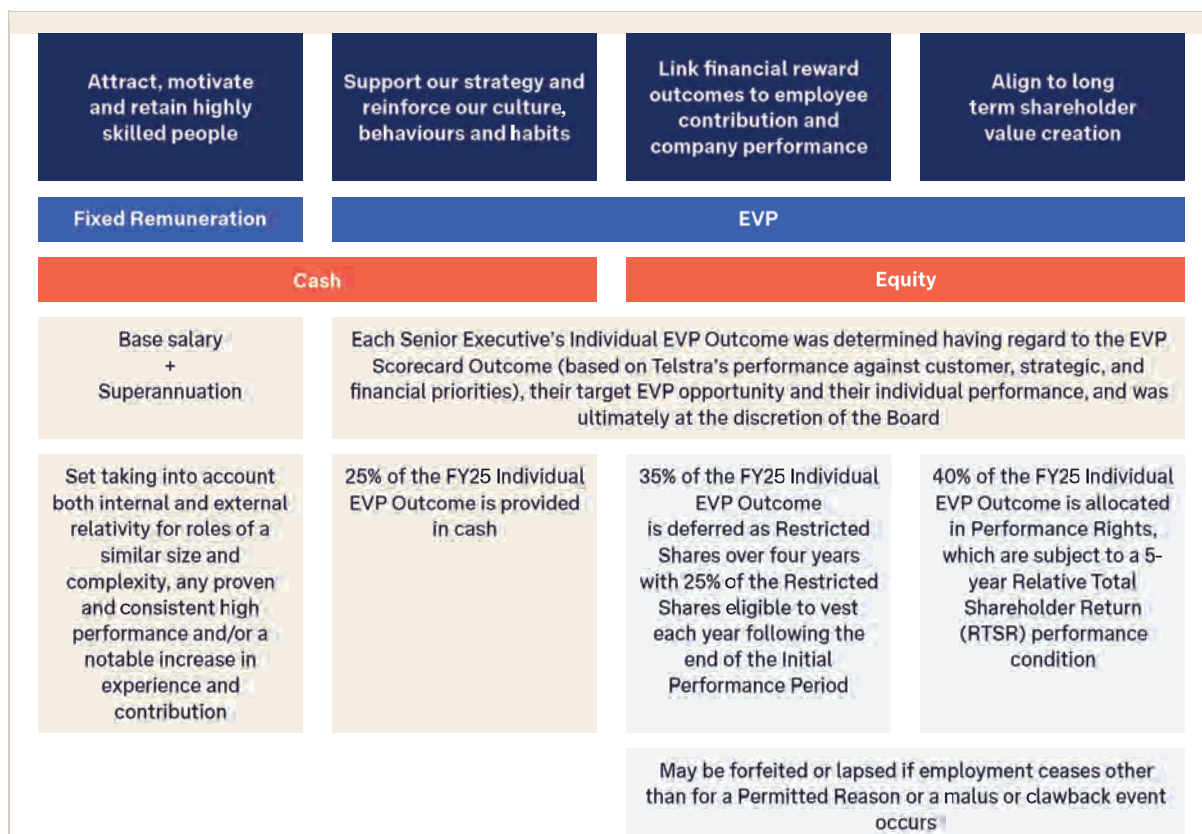 Attract, motivate
and retain highly
skilled people
Support our strategy and
reinforce our culture,
behaviours and habits
Link financial reward
outcomes to employee
contribution and
company performance
Align to long
term shareholder
value creation
Fixed Remuneration
EVP
Cash
Equity
Base salary
+
Superannuation
Each Senior Executive's Individual EVP Outcome was determined having regard to the EVP
Scorecard Outcome (based on Telstra's performance against customer, strategic, and
financial priorities), their target EVP opportunity and their individual performance, and was
ultimately at the discretion of the Board
Set taking into account
both internal and external
relativity for roles of a
similar size and
complexity, any proven
and consistent high
performance and/or a
notable increase in
experience and
contribution
25% of the FY25 Individual
EVP Outcome is provided
in cash
35% of the FY25 Individual
EVP Outcome
is deferred as Restricted
Shares over four years
with 25% of the Restricted
Shares eligible to vest
each year following the
end of the Initial
Performance Period
40% of the FY25 Individual
EVP Outcome is allocated
in Performance Rights,
which are subject to a 5-
year Relative Total
Shareholder Return
(RTSR) performance
condition
May be forfeited or lapsed if employment ceases other
than for a Permitted Reason or a malus or clawback event
occurs